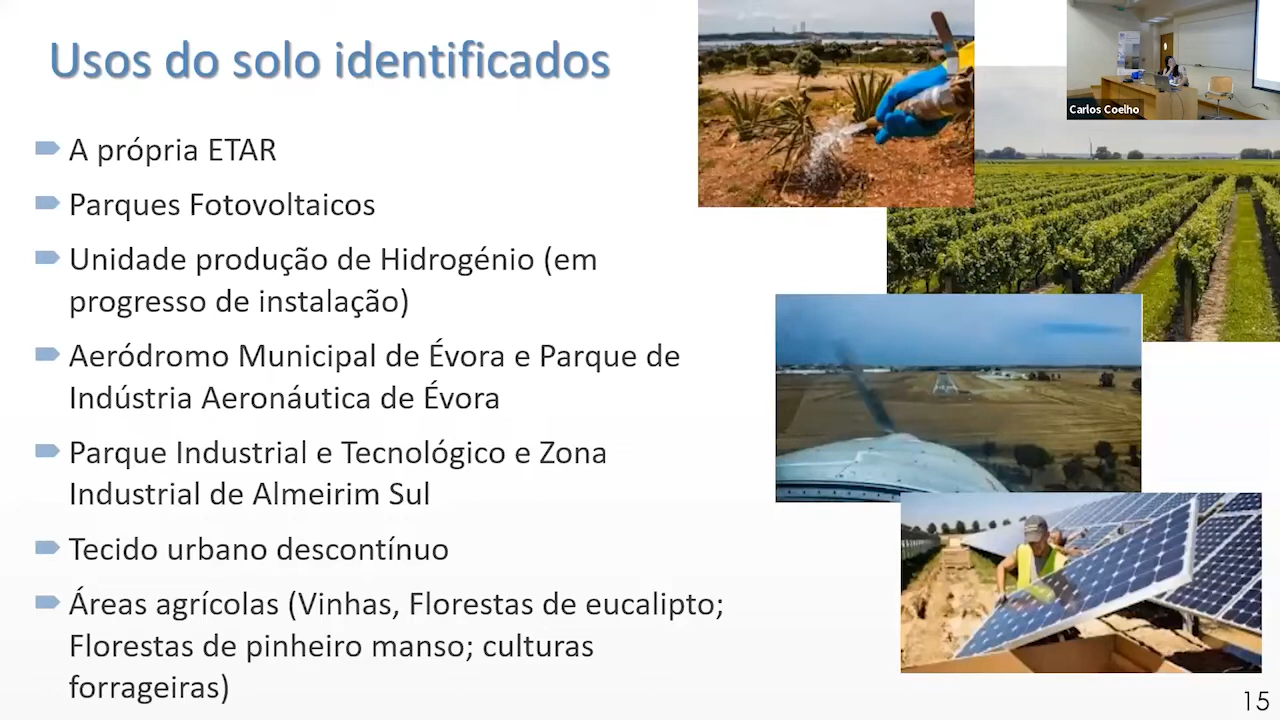 Usos do solo identificados
A própria ETAR
Parques Fotovoltaicos
Unidade produção de Hidrogénio (em
progresso de instalação)
Aeródromo Municipal de Évora e Parque de
Indústria Aeronáutica de Évora
Parque Industrial e Tecnológico e Zona
Industrial de Almeirim Sul
Tecido urbano descontínuo
Áreas agrícolas (Vinhas, Florestas de eucalipto;
Florestas de pinheiro manso; culturas
forrageiras)
Carlos Coelho
15